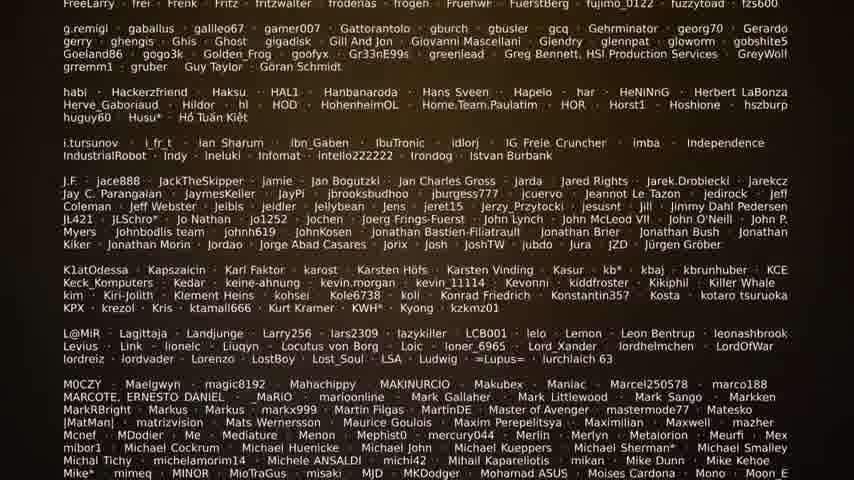 FreeLarry · frei · Frenk · Fritz · fritzwalter · frodenas · frogen · FruehwF · FuerstBerg · fujimo_0122 · fuzzytoad · fzs600
g.remigl · gaballus · galileo67 · gamer007 · Gattorantolo · gburch · gbusler · gcq · Gehrminator · georg70 · Gerardo
gerry · ghengis · Ghis · Ghost · gigadisk · Gill And Jon · Giovanni Mascellani · Glendry · glennpat · gloworm · gobshite5
Goeland86 · gogo3k · Golden_Frog · goofyx · Gr33nE99s · greenlead · Greg Bennett, HSI Production Services · GreyWolf
grremm1 · gruber · Guy Taylor · Göran Schmidt
habi · Hackerzfriend · Haksu · HAL1 · Hanbanaroda · Hans Sveen · Hapelo · har · HeNiNnG · Herbert LaBonza
Herve_Gaboriaud · Hildor · hl · HOD · HohenheimOL · Home.Team.Paulatim · HOR · Horst1 · Hoshione · hszburp
huguy60 · Husu* · Hồ Tuấn Kiệt
i.tursunov · i_fr_t · Ian Sharum · Ibn_Gaben · IbuTronic · idlorj · IG Freie Cruncher · imba · Independence
IndustrialRobot · Indy · Ineluki · Infomat · intello222222 · Irondog · Istvan Burbank
J.F. · jace888 · JackTheSkipper · Jamie · Jan Bogutzki · Jan Charles Gross · Jarda · Jared Rights · Jarek.Drobiecki · Jarekcz
Jay C. Parangalan · JaymesKeller · JayPi · jbrooksbudhoo · jburgess777 · jcuervo · Jeannot Le Tazon · jedirock · Jeff
Coleman · Jeff Webster · Jeibis · jeidler · Jellybean · Jens · jeret15 · Jerzy_Przytocki · jesusnt · Jill · Jimmy Dahl Pedersen
JL421 · JLSchro* · Jo Nathan · Jo1252 · Jochen · Joerg Frings-Fuerst · John Lynch · John McLeod VII · John O'Neill · John P.
Myers · Johnbodlis team · johnh619 · JohnKosen · Jonathan Bastien-Filiatrault · Jonathan Brier · Jonathan Bush · Jonathan
Kiker · Jonathan Morin · Jordao · Jorge Abad Casares · Jorix · Josh · JoshTW · jubdo · Jura · JZD · Jürgen Gröber
K1atOdessa · Kapszaicin · Karl Faktor · karost · Karsten Höfs · Karsten Vinding · Kasur · kb* · kbaj · kbrunhuber · KCE
Keck_Komputers · Kedar · keine-ahnung · kevin.morgan · kevin_11114 · Kevonni · kiddfroster · Kikiphil · Killer Whale
kim · Kiri-Jolith · Klement Heins · kohsei · Kole6738 · koli · Konrad Friedrich · Konstantin357 · Kosta · kotaro tsuruoka
KPX · krezol · Kris · ktamail666 · Kurt Kramer · KWH* · Kyong · kzkmz01
L@MiR · Lagittaja · Landjunge · Larry256 · lars2309 · lazykiller · LCB001 · lelo · Lemon · Leon Bentrup · leonashbrook
Levius · Link · lionelc · Liuqyn · Locutus von Borg · Loic · loner_6965 · Lord_Xander · lordhelmchen · LordOfWar
lordreiz · lordvader · Lorenzo · LostBoy · Lost_Soul · LSA · Ludwig · =Lupus= · lurchlaich 63
M0CZY · Maelgwyn · magic8192 · Mahachippy · MAKINURCIO · Makubex · Maniac · Marcel250578 · marco188
MARCOTE, ERNESTO DANIEL · _MaRIO · marioonline · Mark Gallaher · Mark Littlewood · Mark Sango · Markken
MarkRBright · Markus · Markus · markx999 · Martin Filgas · MartinDE · Master of Avenger · mastermode77 · Matesko
|MatMan| · matrizvision · Mats Wernersson · Maurice Goulois · Maxim Perepelitsya · Maximilian · Maxwell · mazher
Mcnef · MDodier · Me · Mediature · Menon · Mephist0 · mercury044 · Merlin · Merlyn · Metalorion · Meurfi · Mex
mibor1 · Michael Cockrum · Michael Huenicke · Michael John · Michael Kueppers · Michael Sherman* · Michael Smalley
Michal Tichy · michelamorim14 · Michele ANSALDI · michi42 · Mihail Kapareliotis · mikan · Mike Dunn · Mike Kehoe
Mike* · mimeq · MINOR · MioTraGus · misaki · MJD · MKDodger · Mohamad ASUS · Moises Cardona · Mono · Moon_E